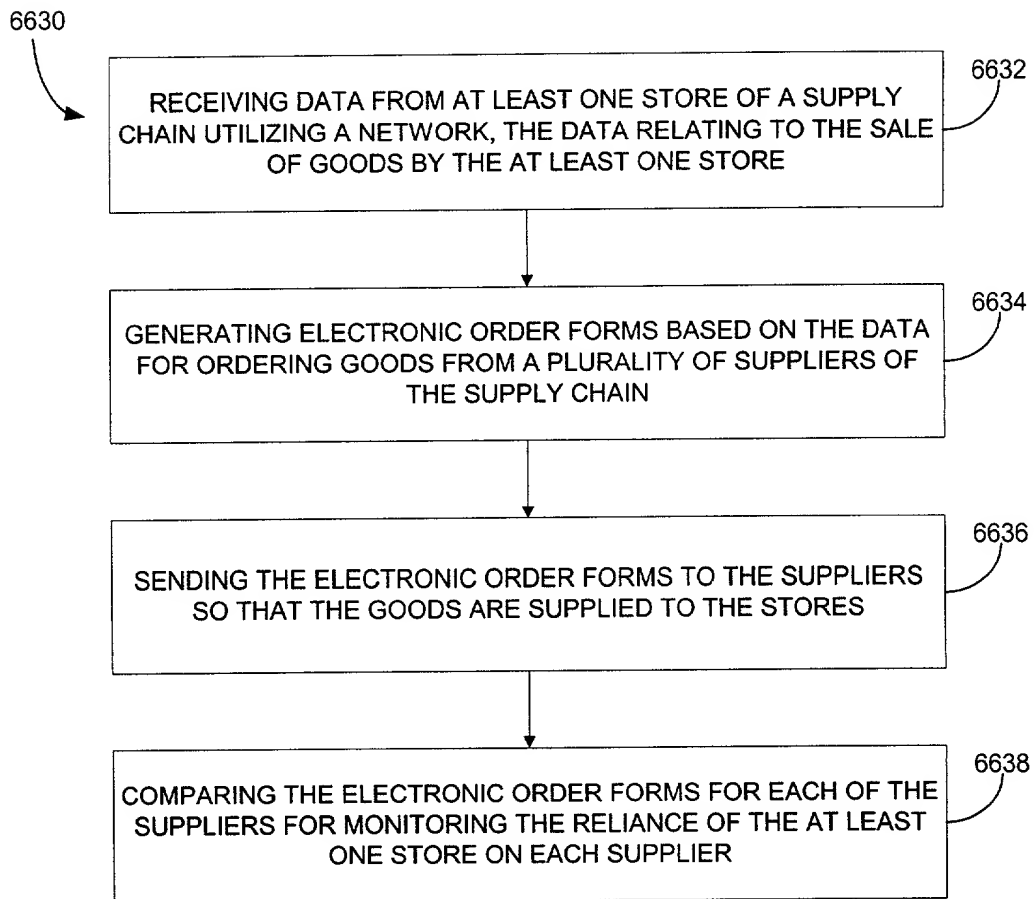 6630
6632
RECEIVING DATA FROM AT LEAST ONE STORE OF A SUPPLY
CHAIN UTILIZING A NETWORK, THE DATA RELATING TO THE SALE
OF GOODS BY THE AT LEAST ONE STORE
6634
GENERATING ELECTRONIC ORDER FORMS BASED ON THE DATA
FOR ORDERING GOODS FROM A PLURALITY OF SUPPLIERS OF
THE SUPPLY CHAIN
6636
SENDING THE ELECTRONIC ORDER FORMS TO THE SUPPLIERS
SO THAT THE GOODS ARE SUPPLIED TO THE STORES
6638
COMPARING THE ELECTRONIC ORDER FORMS FOR EACH OF THE
SUPPLIERS FOR MONITORING THE RELIANCE OF THE AT LEAST
ONE STORE ON EACH SUPPLIER